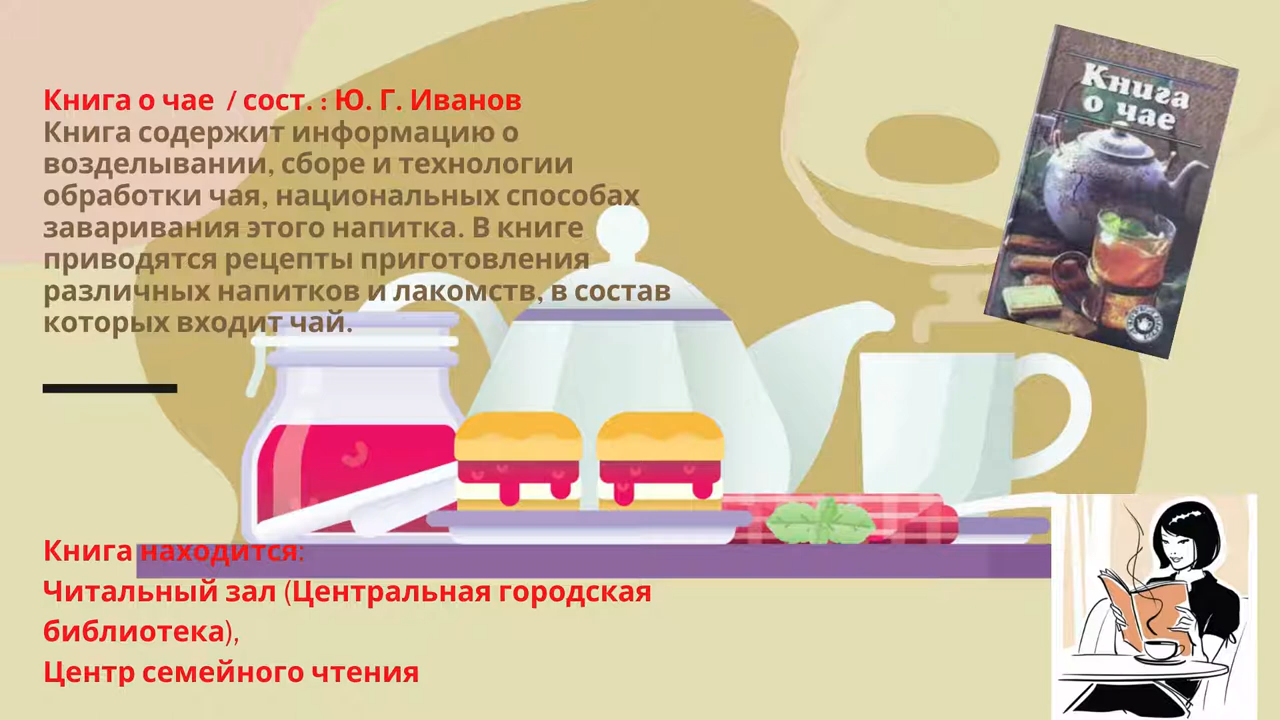 Книга о чае / сост. : Ю. Г. Иванов
Книга содержит информацию о
возделывании, сборе и технологии
обработки чая, национальных способах
заваривания этого напитка. В книге
приводятся рецепты приготовления
различных напитков и лакомств, в состав
которых входит чай.
Книга
о чае
Книга находится:
Читальный зал (Центральная городская
библиотека),
Центр семейного чтения